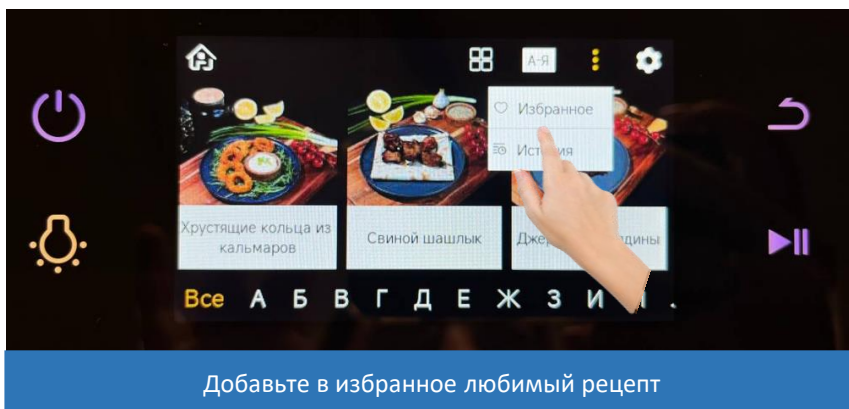 А-Я
Избранное
История
Хрустящие кольца из
кальмаров
Свиной шашлык
Все А Б В Г Д Е Ж З И
Добавьте в избранное любимый рецепт